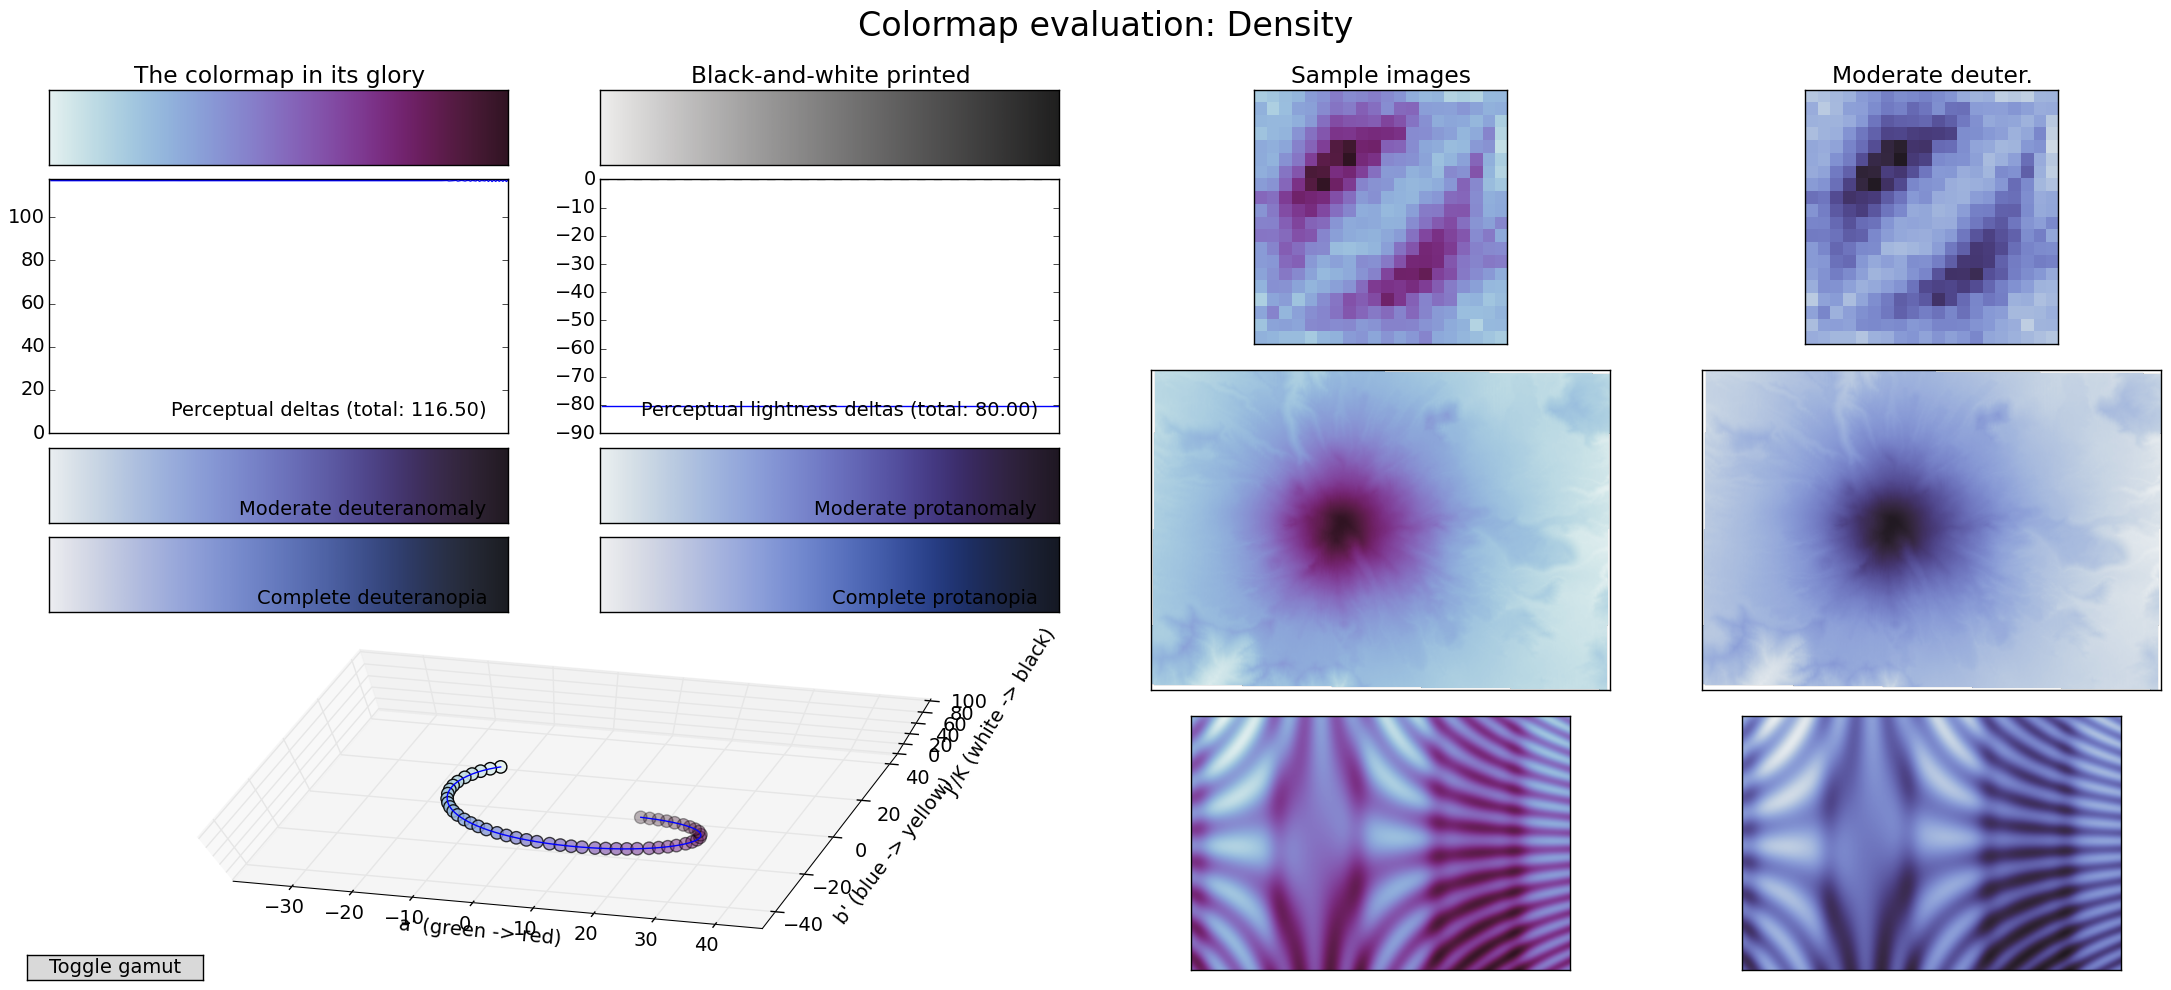 Colormap evaluation: Density
The colormap in its glory
Black-and-white printed
Sample images
Moderate deuter.
100
80
60
40
20
0
Perceptual deltas (total: 116.50)
0
−10
−20
−30
−40
−50
−60
−70
−80
−90
Perceptual lightness deltas (total: 80.00)
Moderate deuteranomaly
Moderate protanomaly
Complete deuteranopia
Complete protanopia
100
80
60
40
20
0
J/K (white -> black)
40
20
0
−20
−40
b' (blue -> yellow)
−30
−20
−10
0
10
20
30
40
a' (green -> red)
Toggle gamut